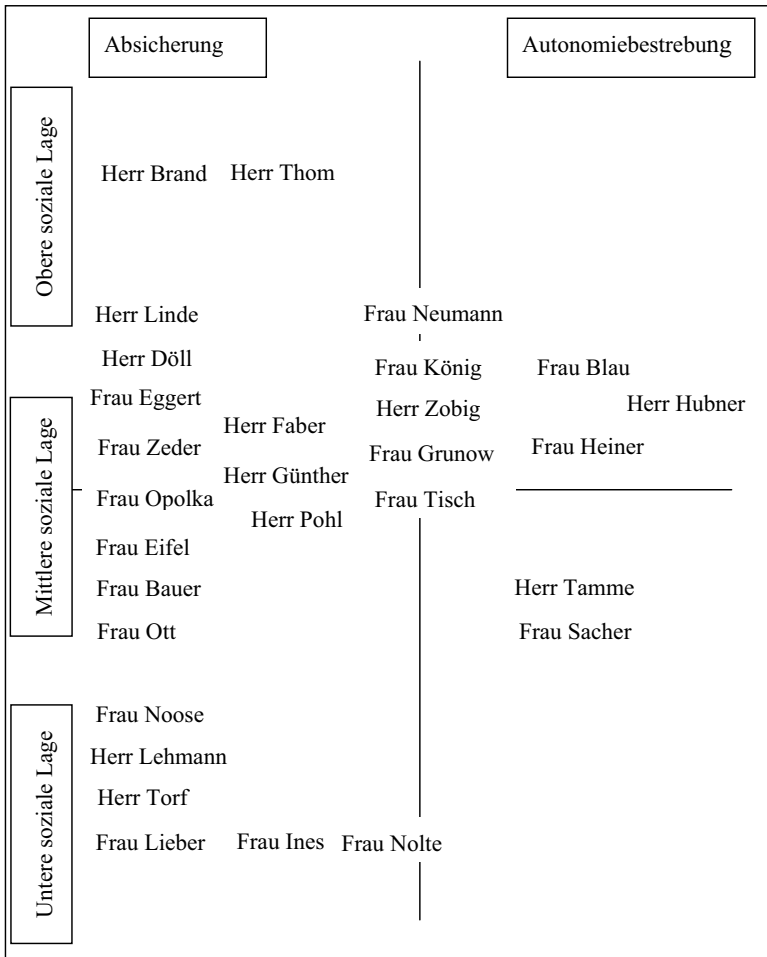 Absicherung
Autonomiebestrebung
Obere soziale Lage
Herr Brand
Herr Thom
Herr Linde
Frau Neumann
Herr Döll
Frau König
Frau Blau
Mittlere soziale Lage
Frau Eggert
Herr Zobig
Herr Hubner
Herr Faber
Frau Zeder
Frau Grunow
Frau Heiner
Herr Günther
Frau Opolka
Frau Tisch
Herr Pohl
Frau Eifel
Frau Bauer
Herr Tamme
Frau Ott
Frau Sacher
Untere soziale Lage
Frau Noose
Herr Lehmann
Herr Torf
Frau Lieber
Frau Ines
Frau Nolte